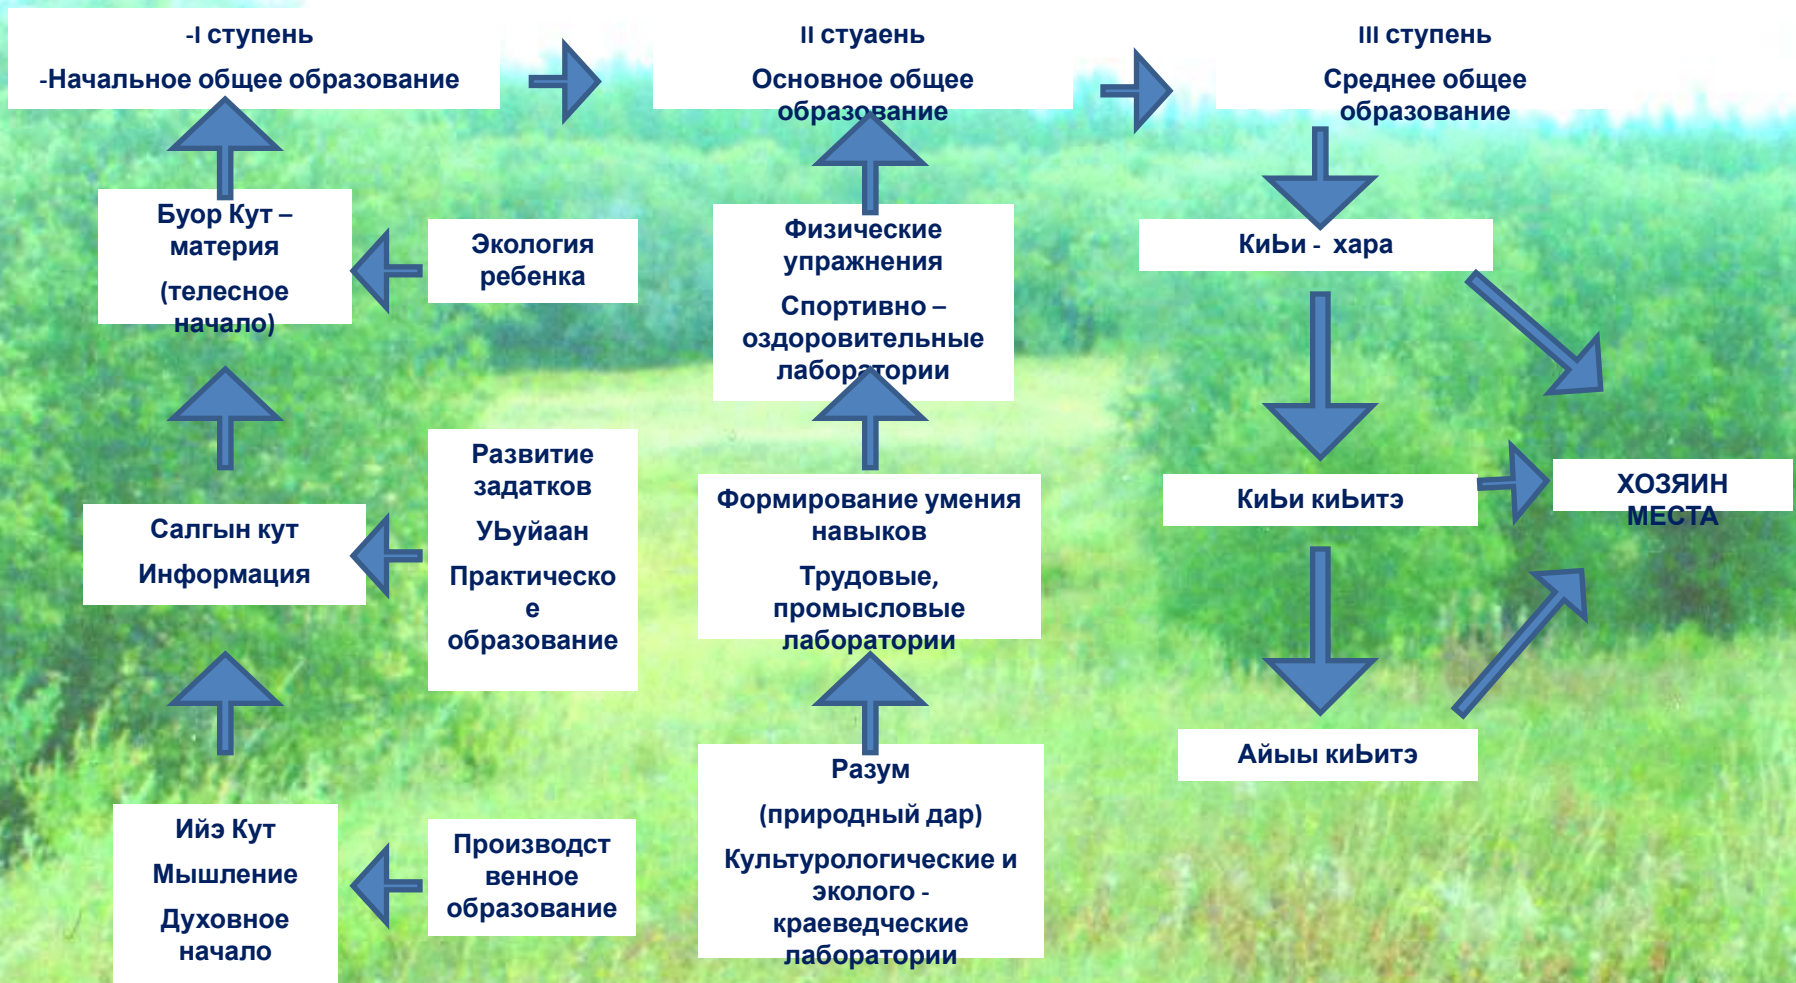 -I ступень
-Начальное общее образование
II стуаень
Основное общее
образование
III ступень
Среднее общее
образование
Буор Кут –
материя
(телесное
начало)
Экология
ребенка
Салгын кут
Информация
Развитие
задатков
УЬуйаан
Практическо
е
образование
Ийэ Кут
Мышление
Духовное
начало
Производст
венное
образование
Физические
упражнения
Спортивно –
оздоровительные
лаборатории
Формирование умения
навыков
Трудовые,
промысловые
лаборатории
Разум
(природный дар)
Культурологические и
эколого -
краеведческие
лаборатории
КиЬи - хара
КиЬи киЬитэ
Айыы киЬитэ
ХОЗЯИН
МЕСТА